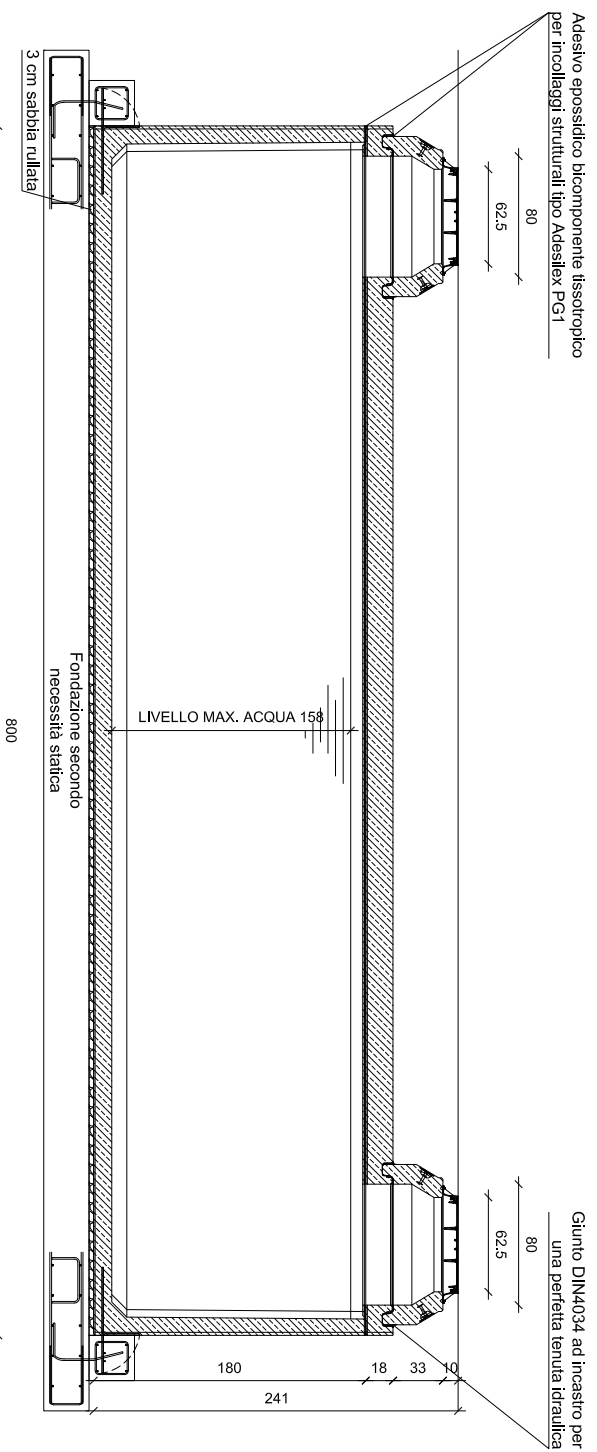 Adesivo epossidico bicomponente tissotropico
per incollaggi strutturali tipo Adesilex PG1
80
62.5
Giunto DIN4034 ad incastro per
una perfetta tenuta idraulica
80
62.5
LIVELLO MAX. ACQUA 158
180
18
33
10
241
3 cm sabbia rullata
Fondazione secondo
necessità statica
800